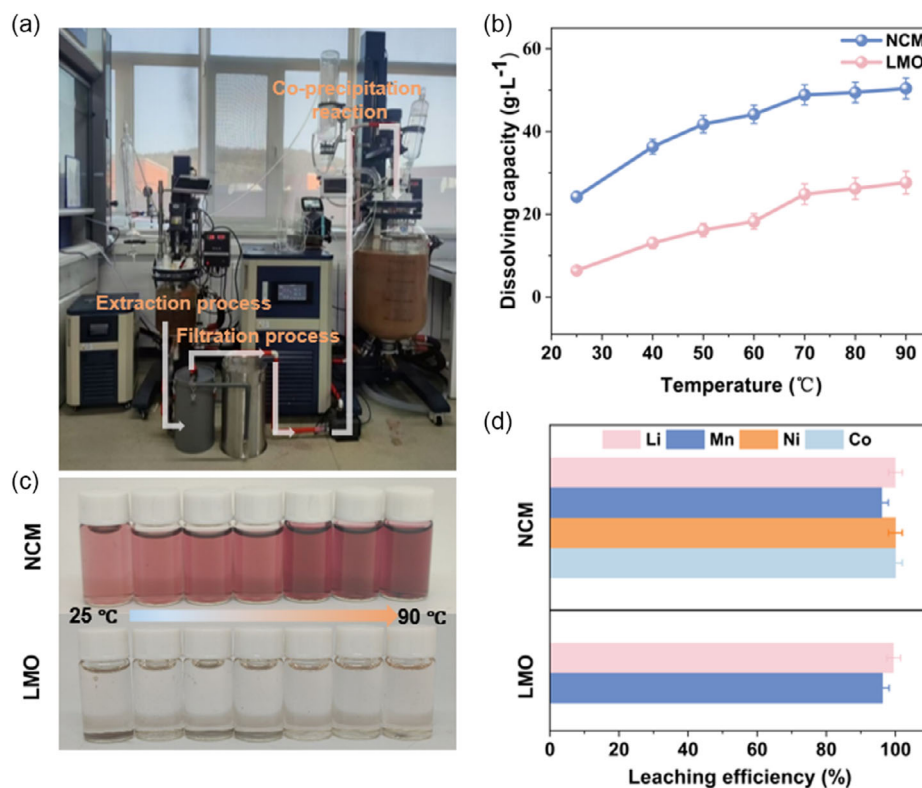 (a)
Co-precipitation
reaction
Extraction process
Filtration process
(b)
NCM
LMO
Dissolving capacity (g·L⁻¹)
60
40
20
0
20 30 40 50 60 70 80 90
Temperature (℃)
(c)
NCM
25 ℃
90 ℃
LMO
(d)
Li Mn Ni Co
NCM
LMO
0 20 40 60 80 100
Leaching efficiency (%)